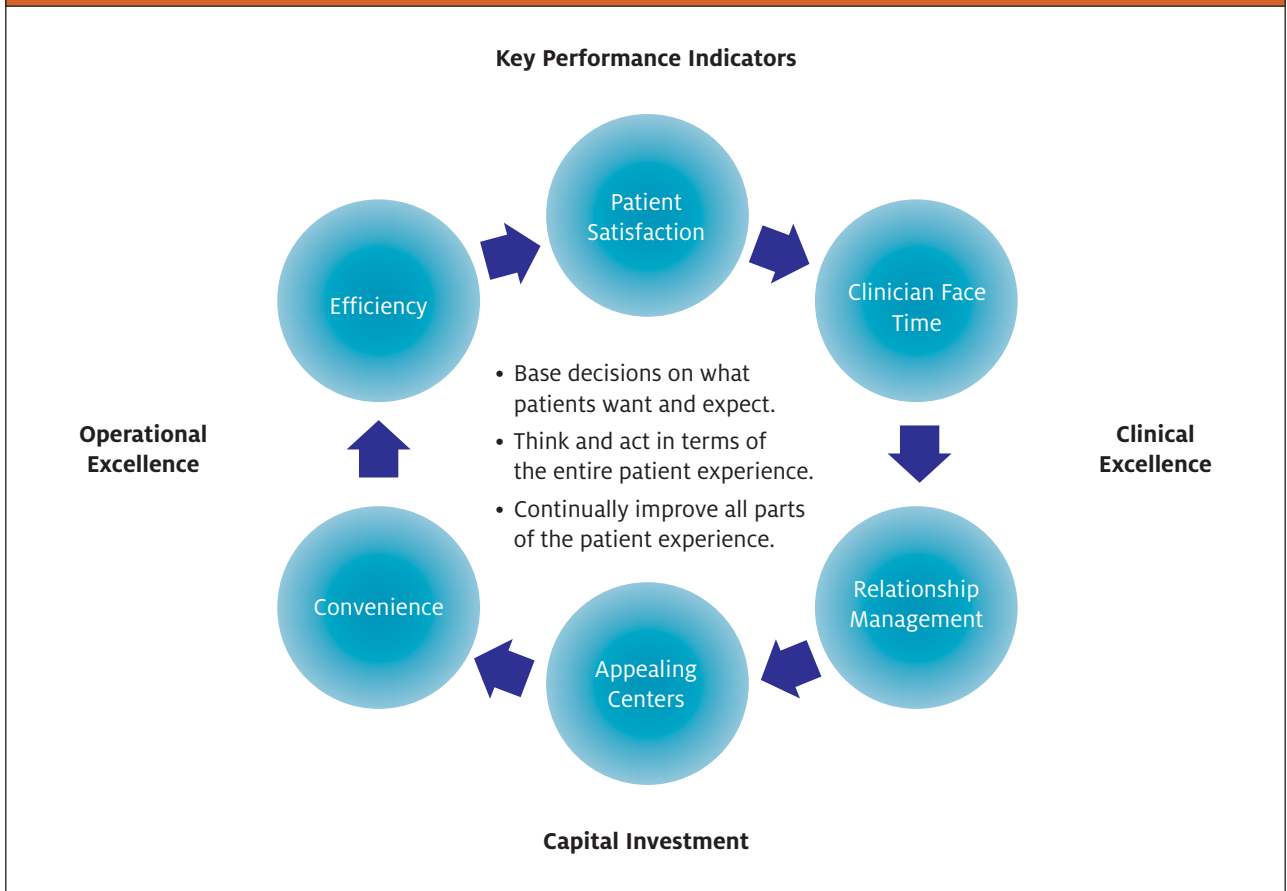 Key Performance Indicators
Patient
Satisfaction
Clinician Face
Time
Efficiency
• Base decisions on what
patients want and expect.
• Think and act in terms of
the entire patient experience.
• Continually improve all parts
of the patient experience.
Operational
Excellence
Clinical
Excellence
Convenience
Relationship
Management
Appealing
Centers
Capital Investment